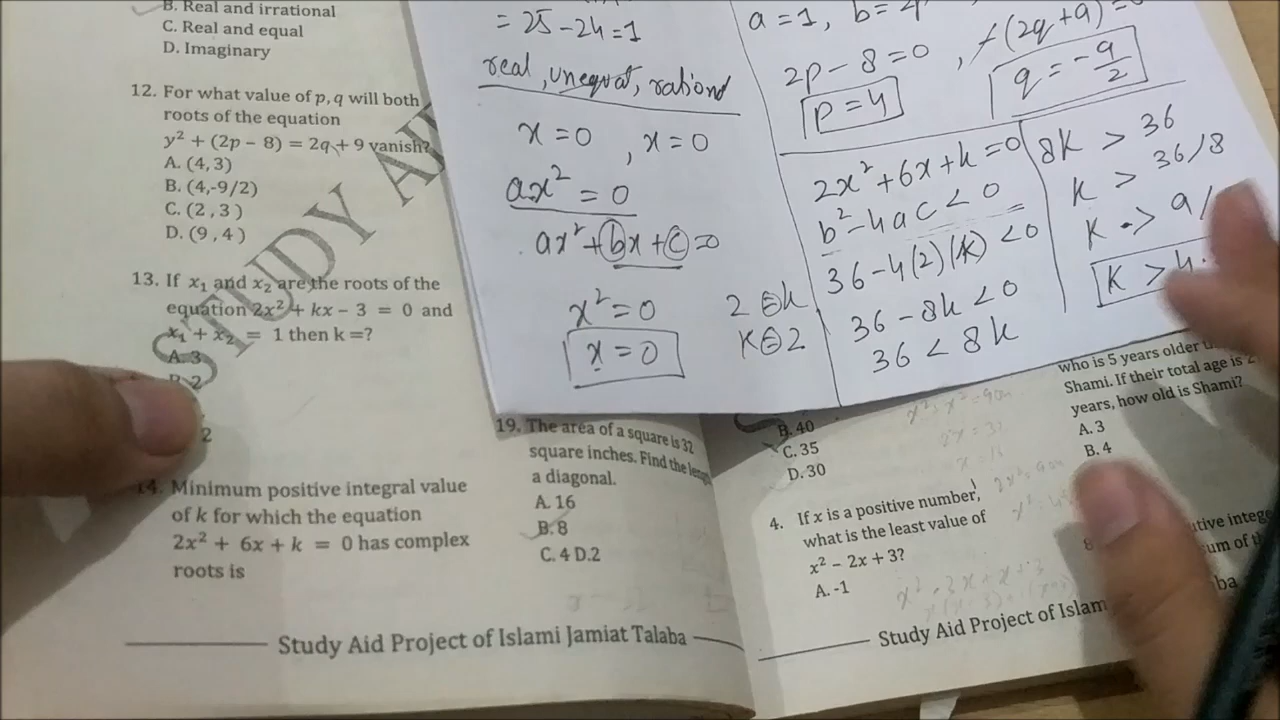 B. Real and irrational
C. Real and equal
D. Imaginary
12. For what value of p, q will both
roots of the equation
y² + (2p − 8) = 2q + 9 vanish?
A. (4,3)
B. (4,-9/2)
C. (2,3)
D. (9,4)
13. If x₁ and x₂ are the roots of the
equation 2x² + kx − 3 = 0 and
x₁ + x₂ = 1 then k =?
A. 3
B. 2
2
14. Minimum positive integral value
of k for which the equation
2x² + 6x + k = 0 has complex
roots is
STUDY AID
= 25 − 24 = 1
real, unequal, rational
x = 0 , x = 0
ax² = 0
ax² + bx + c = 0
x² = 0
x = 0
a = 1, b =
2p − 8 = 0 ,
p = 4
−(2q + 9) =
q = −9/2
2x² + 6x + k = 0
b² − 4ac < 0
36 − 4(2)(k) < 0
36 − 8k < 0
36 < 8k
8k > 36
k > 36/8
k > 9/
k > 4.
19. The area of a square is 32
square inches. Find the
a diagonal.
A. 16
B. 8
C. 4 D.2
B. 40
C. 35
D. 30
4. If x is a positive number,
what is the least value of
x² − 2x + 3?
A. -1
who is 5 years older
Shami. If their total age is
years, how old is Shami?
A. 3
B. 4
Study Aid Project of Islami Jamiat Talaba
Study Aid Project of Islam